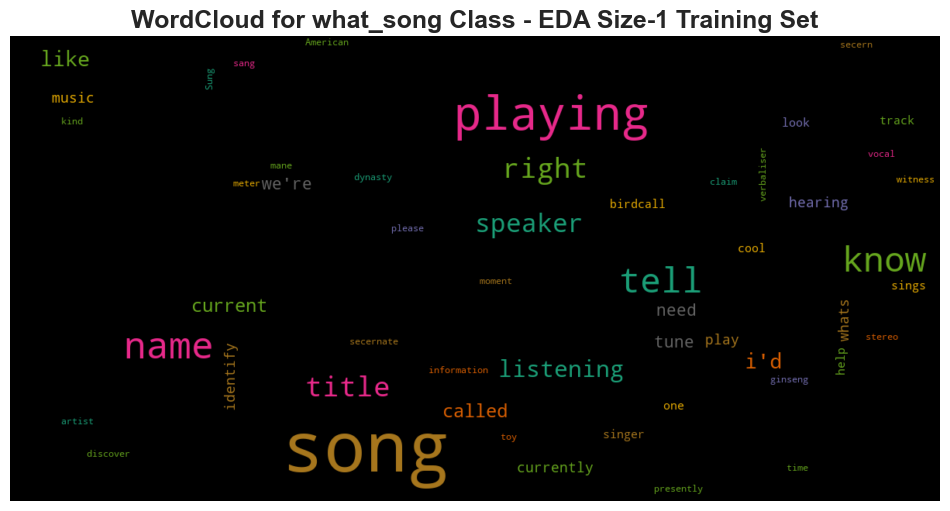 WordCloud for what_song Class - EDA Size-1 Training Set
American
secern
like
sang
Sung
music
playing
kind
look
track
vocal
right
mane
we're
meter
dynasty
claim
verbaliser
witness
birdcall
hearing
speaker
please
cool
know
tell
moment
sings
current
need
whats
name
secernate
tune
play
stereo
identify
information
listening
i'd
help
ginseng
title
called
one
artist
song
toy
singer
discover
currently
time
presently